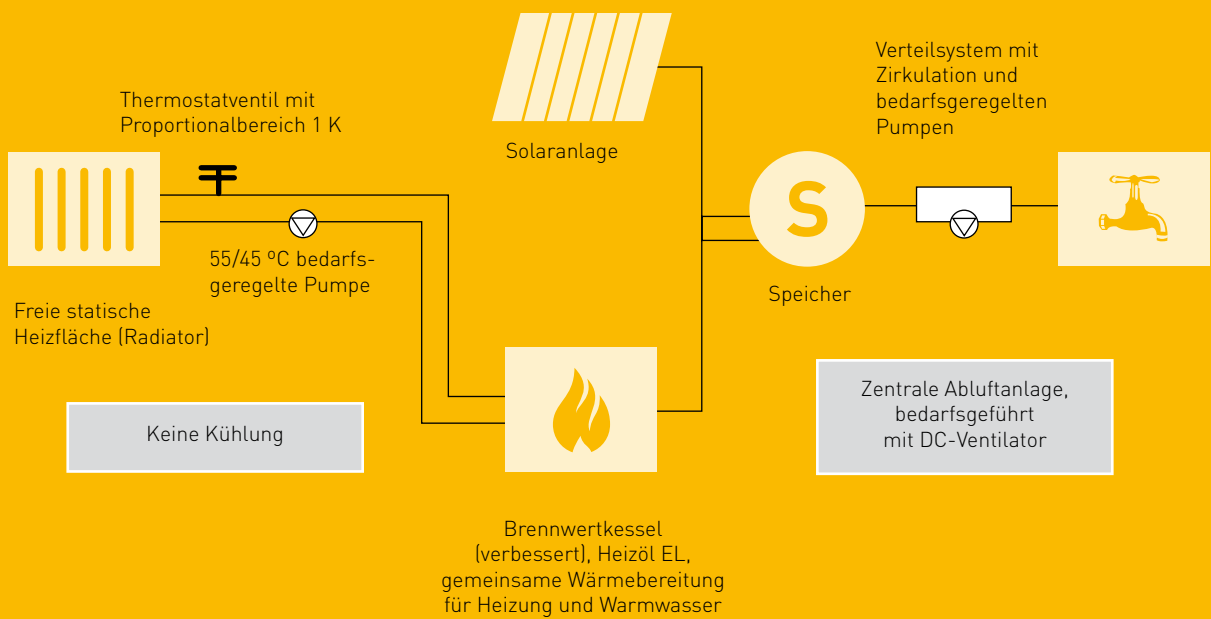 Thermostatventil mit
Proportionalbereich 1 K
Solaranlage
Verteilsystem mit
Zirkulation und
bedarfsgeregelten
Pumpen
55/45 ºC bedarfs-
geregelte Pumpe
S
Speicher
Freie statische
Heizfläche (Radiator)
Keine Kühlung
Zentrale Abluftanlage,
bedarfsgeführt
mit DC-Ventilator
Brennwertkessel
(verbessert), Heizöl EL,
gemeinsame Wärmebereitung
für Heizung und Warmwasser